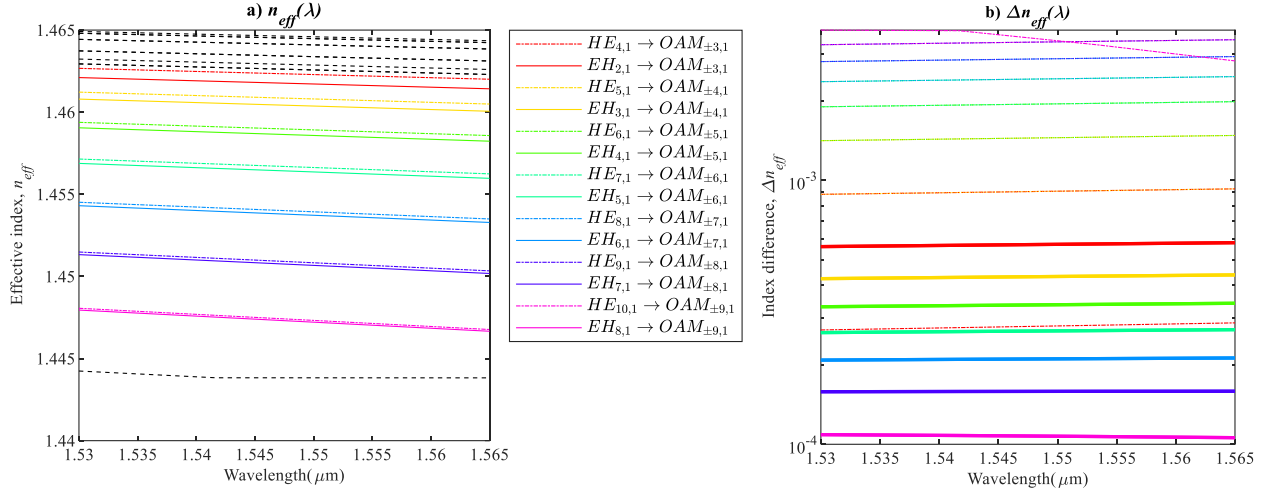 a) n_eff(λ)
1.465
1.46
1.455
1.45
1.445
1.44
Effective index, n_eff
1.53
1.535
1.54
1.545
1.55
1.555
1.56
1.565
Wavelength( μm)
HE_4,1 → OAM_±3,1
EH_2,1 → OAM_±3,1
HE_5,1 → OAM_±4,1
EH_3,1 → OAM_±4,1
HE_6,1 → OAM_±5,1
EH_4,1 → OAM_±5,1
HE_7,1 → OAM_±6,1
EH_5,1 → OAM_±6,1
HE_8,1 → OAM_±7,1
EH_6,1 → OAM_±7,1
HE_9,1 → OAM_±8,1
EH_7,1 → OAM_±8,1
HE_10,1 → OAM_±9,1
EH_8,1 → OAM_±9,1
b) Δn_eff(λ)
10^-3
10^-4
Index difference, Δn_eff
1.53
1.535
1.54
1.545
1.55
1.555
1.56
1.565
Wavelength( μm)